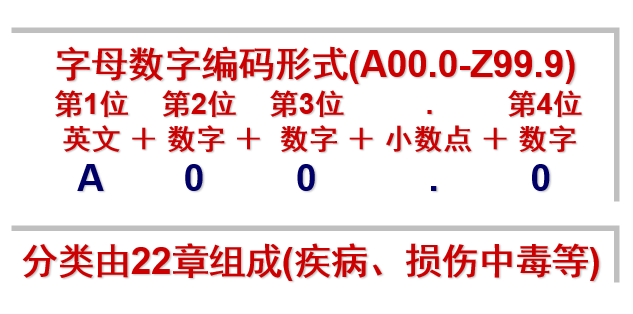 字母数字编码形式(A00.0-Z99.9)
第1位 第2位 第3位 . 第4位
英文 + 数字 + 数字 + 小数点 + 数字
A 0 0 . 0
分类由22章组成(疾病、损伤中毒等)